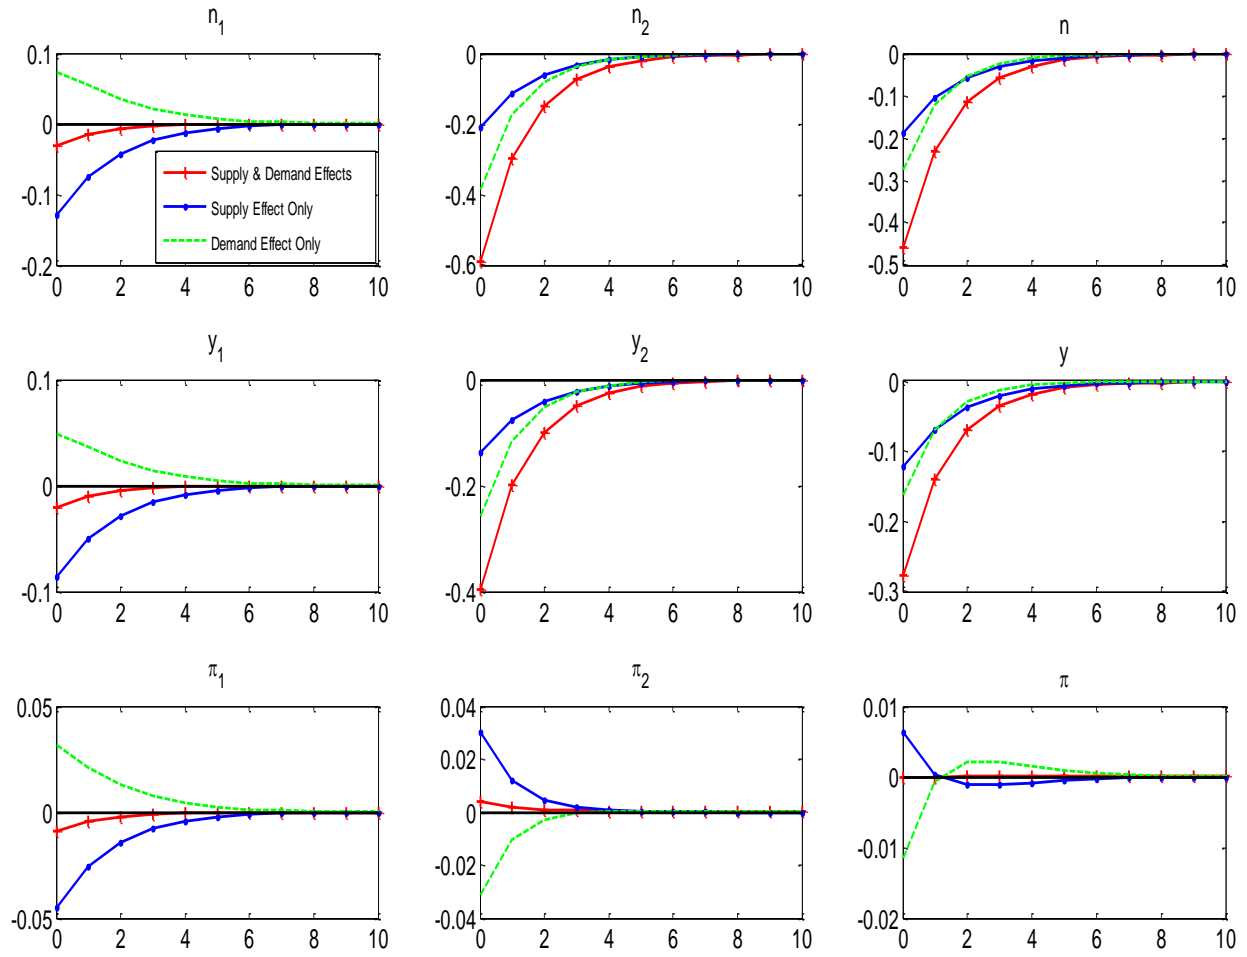 n1 n2 n
0.1 0 0
0 -0.1
-0.2 -0.2
-0.3
-0.1 Supply & Demand Effects -0.4
Supply Effect Only -0.4
Demand Effect Only
-0.2 -0.6 -0.5
0 2 4 6 8 10 0 2 4 6 8 10 0 2 4 6 8 10
y1 y2 y
0.1 0 0
-0.1
0 -0.2
-0.2
-0.1 -0.4 -0.3
0 2 4 6 8 10 0 2 4 6 8 10 0 2 4 6 8 10
π1 π2 π
0.05 0.04 0.01
0.02 0
0 0
-0.02 -0.01
-0.05 -0.04 -0.02
0 2 4 6 8 10 0 2 4 6 8 10 0 2 4 6 8 10